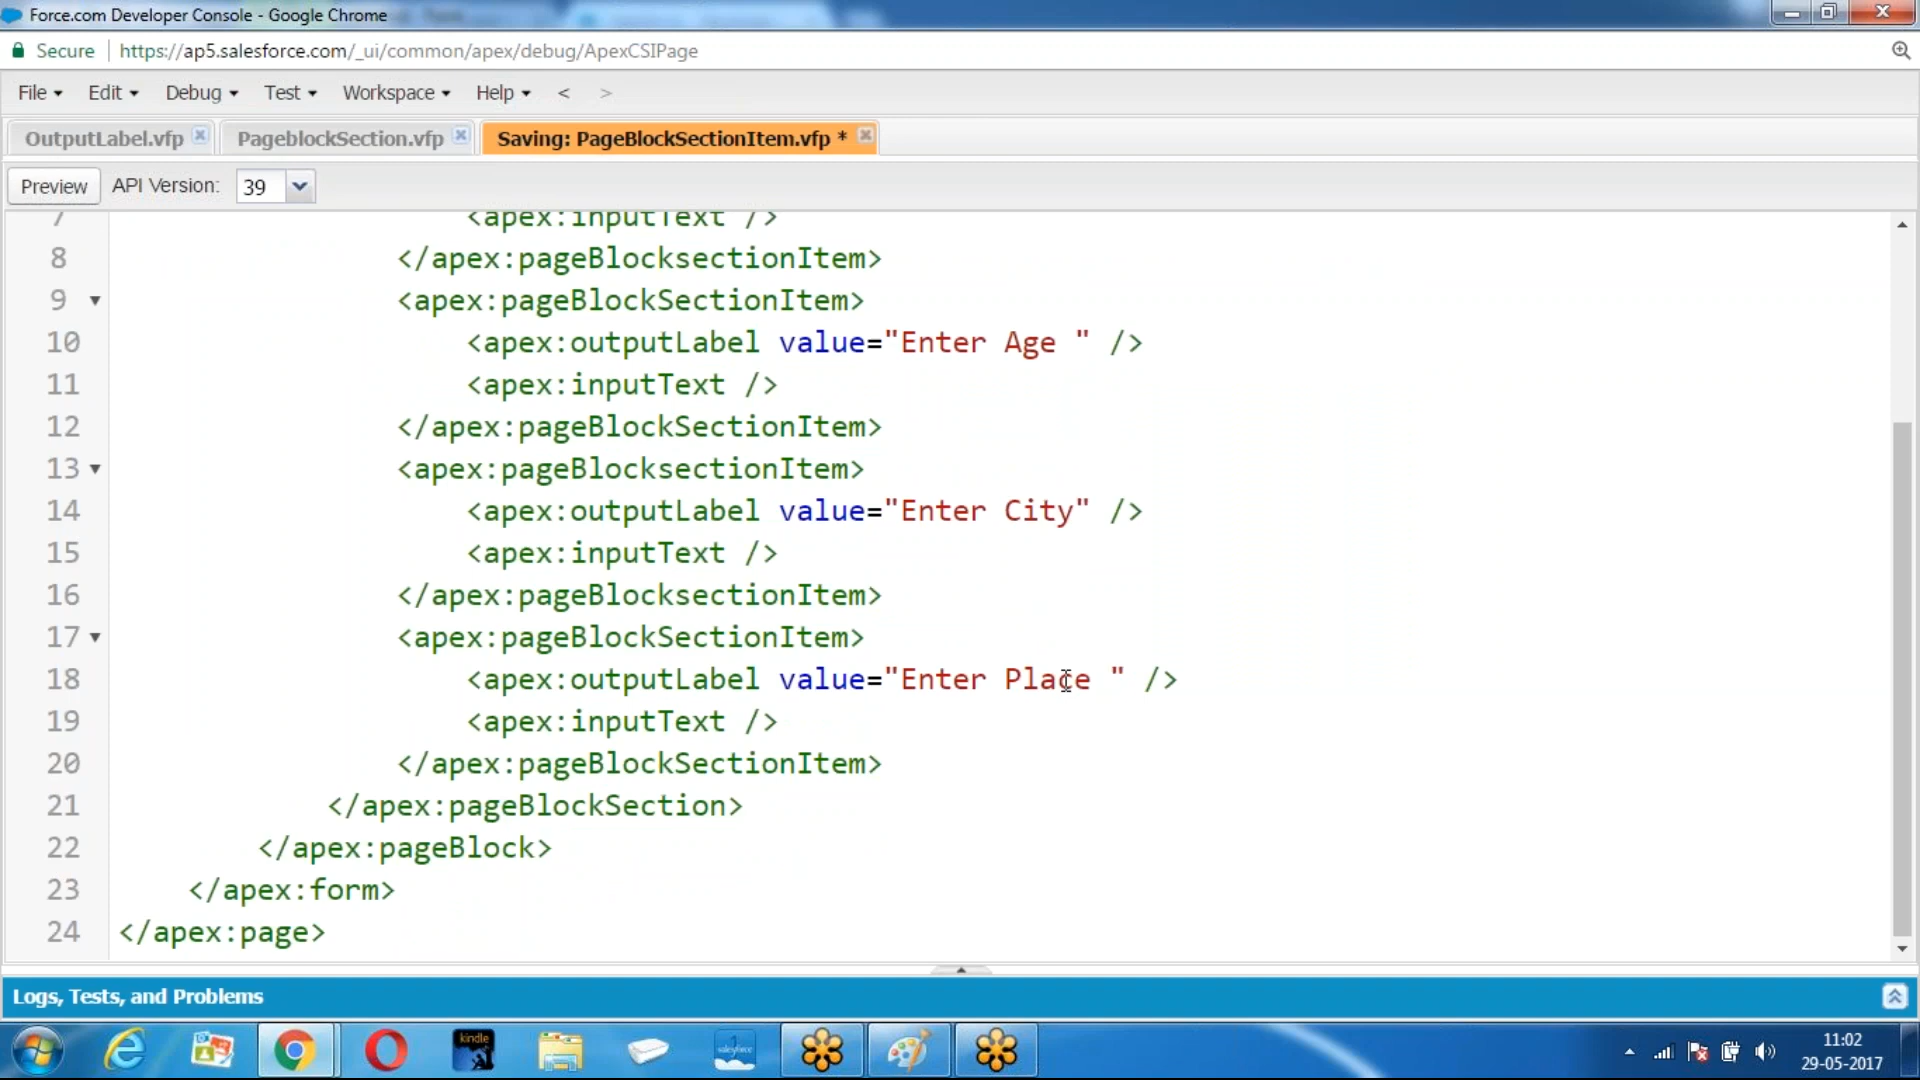 Force.com Developer Console - Google Chrome
Secure https://ap5.salesforce.com/_ui/common/apex/debug/ApexCSIPage
File Edit Debug Test Workspace Help < >
OutputLabel.vfp PageblockSection.vfp Saving: PageBlockSectionItem.vfp *
Preview API Version: 39
7 <apex:inputText />
8 </apex:pageBlocksectionItem>
9 <apex:pageBlockSectionItem>
10 <apex:outputLabel value="Enter Age " />
11 <apex:inputText />
12 </apex:pageBlockSectionItem>
13 <apex:pageBlocksectionItem>
14 <apex:outputLabel value="Enter City" />
15 <apex:inputText />
16 </apex:pageBlocksectionItem>
17 <apex:pageBlockSectionItem>
18 <apex:outputLabel value="Enter Place " />
19 <apex:inputText />
20 </apex:pageBlockSectionItem>
21 </apex:pageBlockSection>
22 </apex:pageBlock>
23 </apex:form>
24 </apex:page>
Logs, Tests, and Problems
kindle
salesforce
11:02
29-05-2017